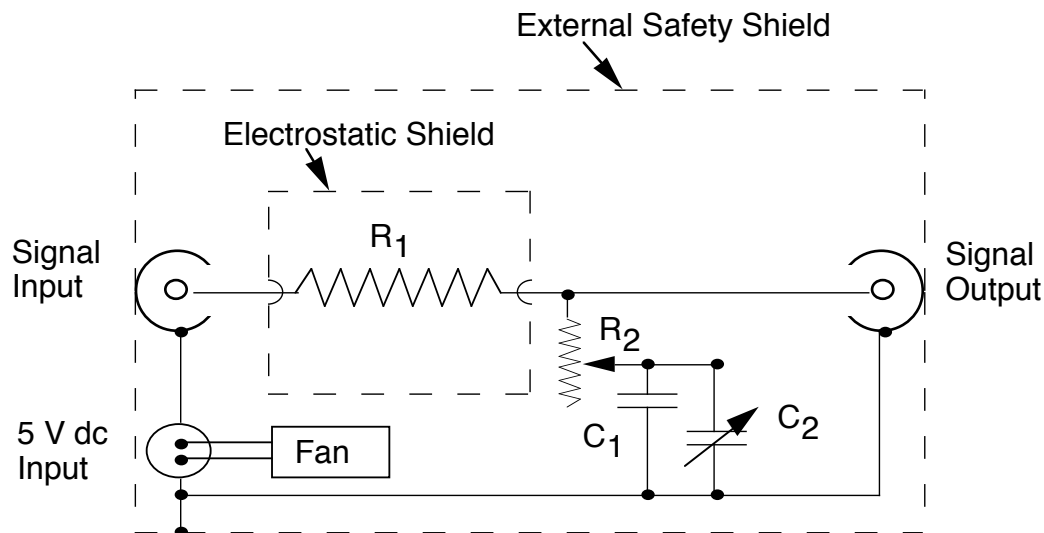 External Safety Shield
Electrostatic Shield
R1
Signal
Input
Signal
Output
R2
C1
C2
5 V dc
Input
Fan